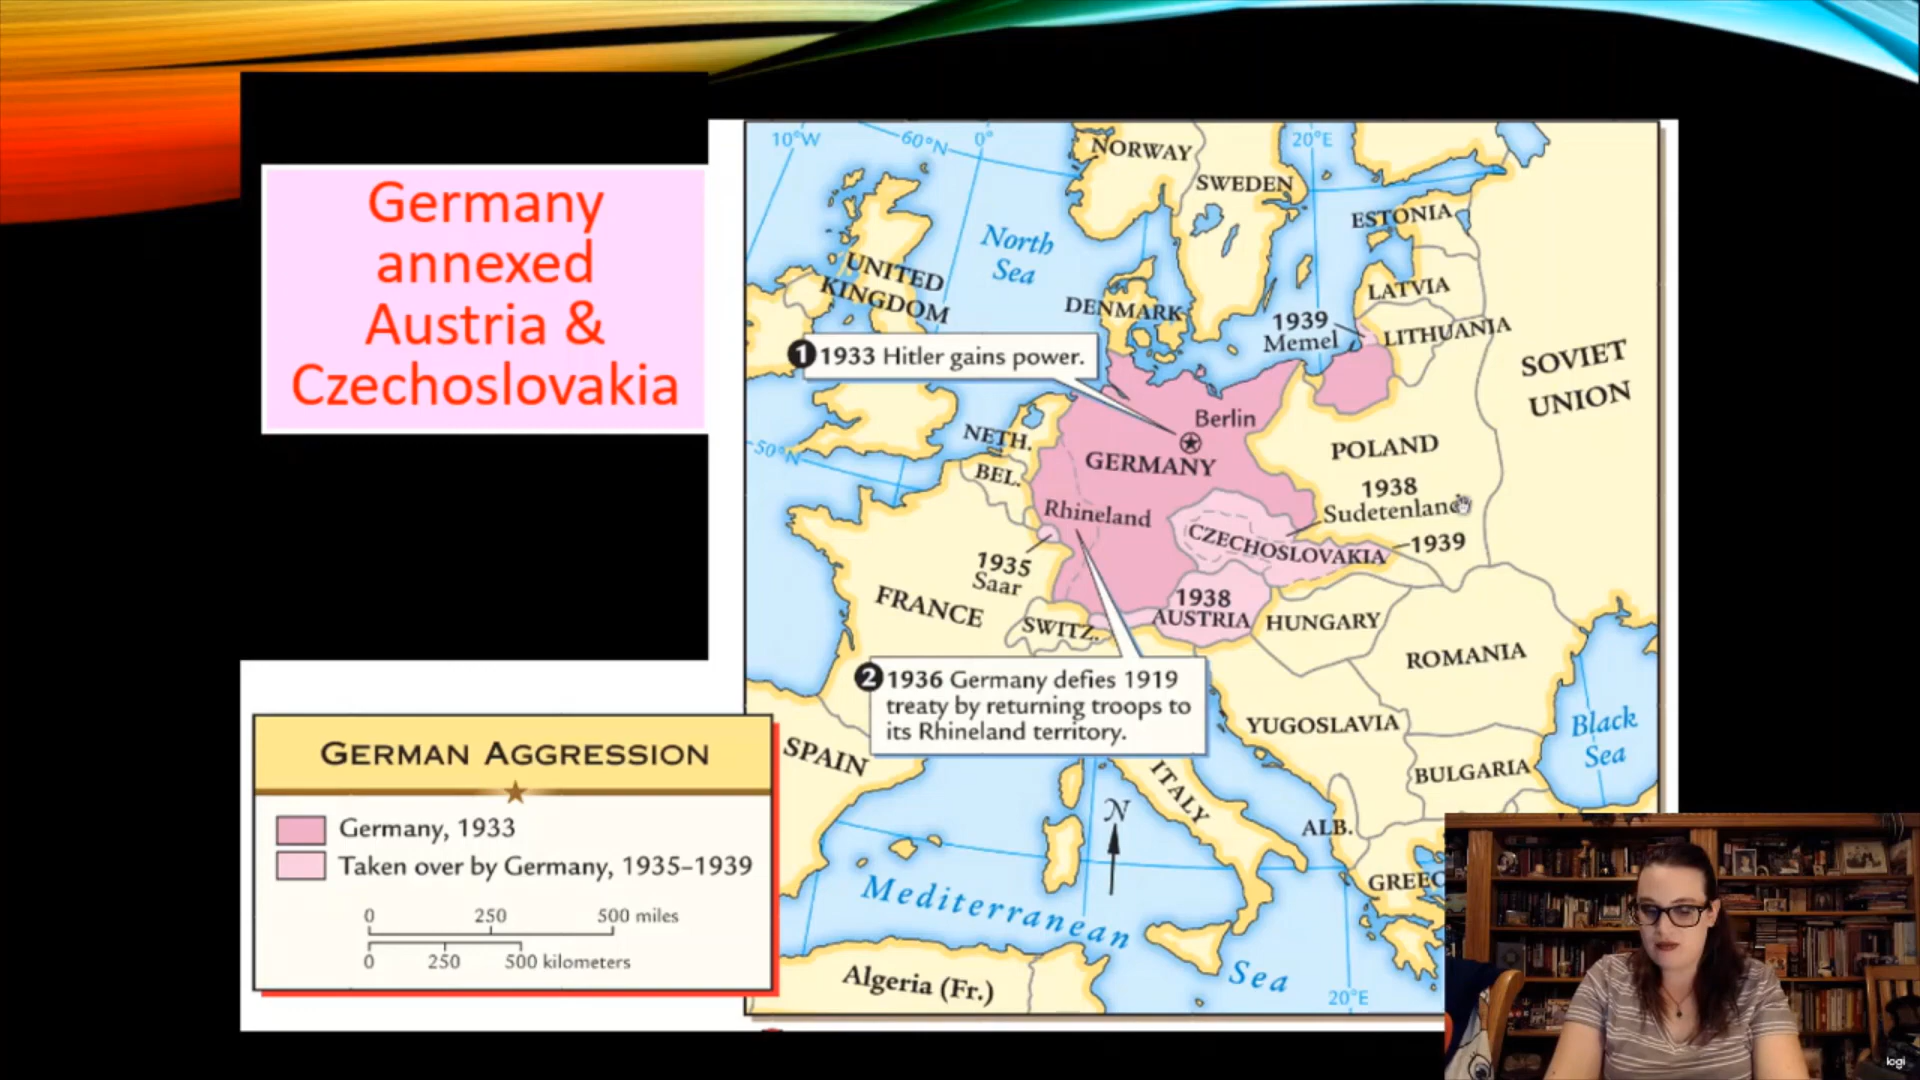 Germany
annexed
Austria &
Czechoslovakia
10°W
60°N
0°
20°E
NORWAY
SWEDEN
ESTONIA
North
Sea
UNITED
KINGDOM
LATVIA
DENMARK
1939
Memel
LITHUANIA
SOVIET
UNION
1 1933 Hitler gains power.
Berlin
NETH.
POLAND
50°N
GERMANY
BEL.
1938
Sudetenland
Rhineland
CZECHOSLOVAKIA
1939
1935
Saar
FRANCE
1938
AUSTRIA
HUNGARY
SWITZ.
ROMANIA
2 1936 Germany defies 1919
treaty by returning troops to
its Rhineland territory.
YUGOSLAVIA
Black
Sea
SPAIN
ITALY
BULGARIA
N
ALB.
GREEC
Mediterranean
Sea
Algeria (Fr.)
20°E
GERMAN AGGRESSION
Germany, 1933
Taken over by Germany, 1935–1939
0 250 500 miles
0 250 500 kilometers
logi